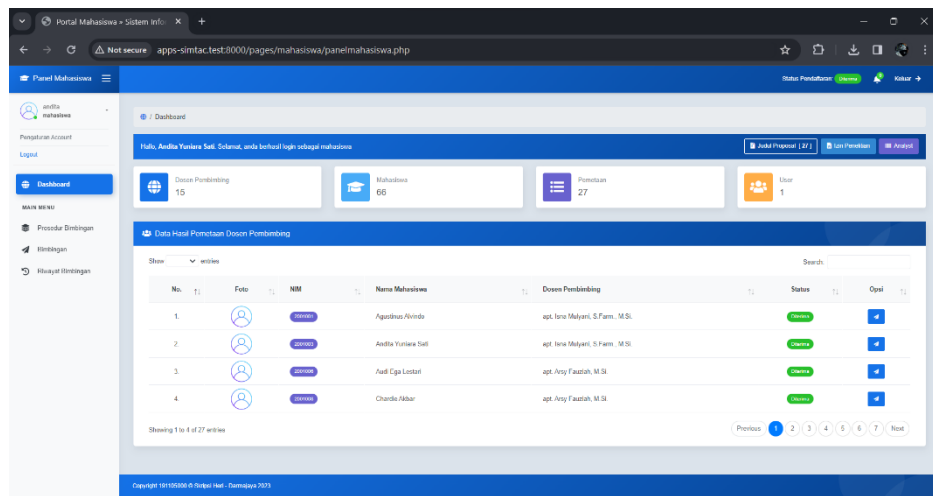 Portal Mahasiswa » Sistem Infor
Not secure apps-simtac.test:8000/pages/mahasiswa/panelmahasiswa.php
Panel Mahasiswa
Status Pendaftaran: Diterima Keluar
andita
mahasiswa
Pengaturan Account
Logout
Dashboard
MAIN MENU
Prosedur Bimbingan
Bimbingan
Riwayat Bimbingan
/ Dashboard
Hallo, Andita Yuniara Sati. Selamat, anda berhasil login sebagai mahasiswa
Judul Proposal [ 27 ] Izin Penelitian Analyst
Dosen Pembimbing
15
Mahasiswa
66
Pemetaan
27
User
1
Data Hasil Pemetaan Dosen Pembimbing
Show entries Search:
No. Foto NIM Nama Mahasiswa Dosen Pembimbing Status Opsi
1. 2001001 Agustinus Alvindo apt. Isna Mulyani, S.Farm., M.Si. Diterima
2. 2001003 Andita Yuniara Sati apt. Isna Mulyani, S.Farm., M.Si. Diterima
3. Audi Ega Lestari apt. Arsy Fauziah, M.Si. Diterima
4. Chardie Akbar apt. Arsy Fauziah, M.Si. Diterima
Showing 1 to 4 of 27 entries
Previous 1 2 3 4 5 6 7 Next
Copyright 191105000 © Skripsi Heri - Darmajaya 2023